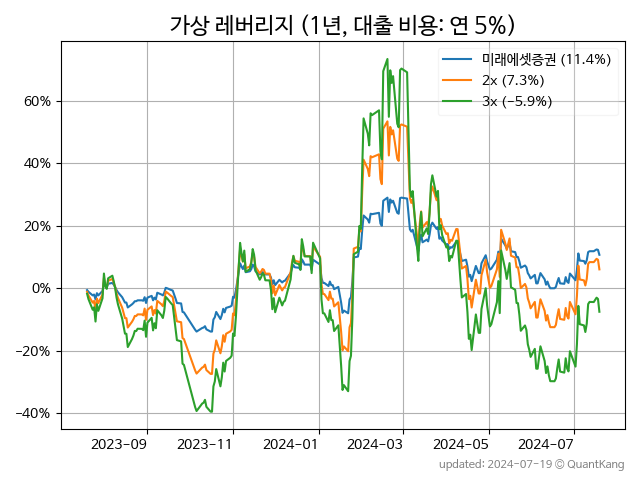 가상 레버리지 (1년, 대출 비용: 연 5%)
미래에셋증권 (11.4%)
2x (7.3%)
3x (−5.9%)
60%
40%
20%
0%
−20%
−40%
2023-09 2023-11 2024-01 2024-03 2024-05 2024-07
updated: 2024-07-19 © QuantKang